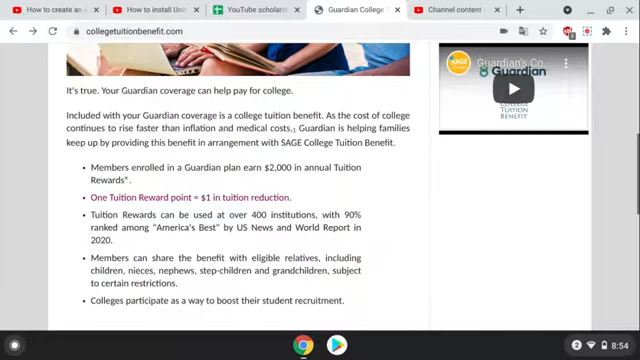 How to create an A
How to install Unit
YouTube scholarsh
Guardian College T
Channel content -
collegetuitionbenefit.com
It's true. Your Guardian coverage can help pay for college.
Included with your Guardian coverage is a college tuition benefit. As the cost of college
continues to rise faster than inflation and medical costs,1 Guardian is helping families
keep up by providing this benefit in arrangement with SAGE College Tuition Benefit.
• Members enrolled in a Guardian plan earn $2,000 in annual Tuition
Rewards*.
• One Tuition Reward point = $1 in tuition reduction.
• Tuition Rewards can be used at over 400 institutions, with 90%
ranked among "America's Best" by US News and World Report in
2020.
• Members can share the benefit with eligible relatives, including
children, nieces, nephews, step-children and grandchildren, subject
to certain restrictions.
• Colleges participate as a way to boost their student recruitment.
SAGE
Guardian's Co
Guardian
COLLEGE
TUITION
BENEFIT
2
8:54